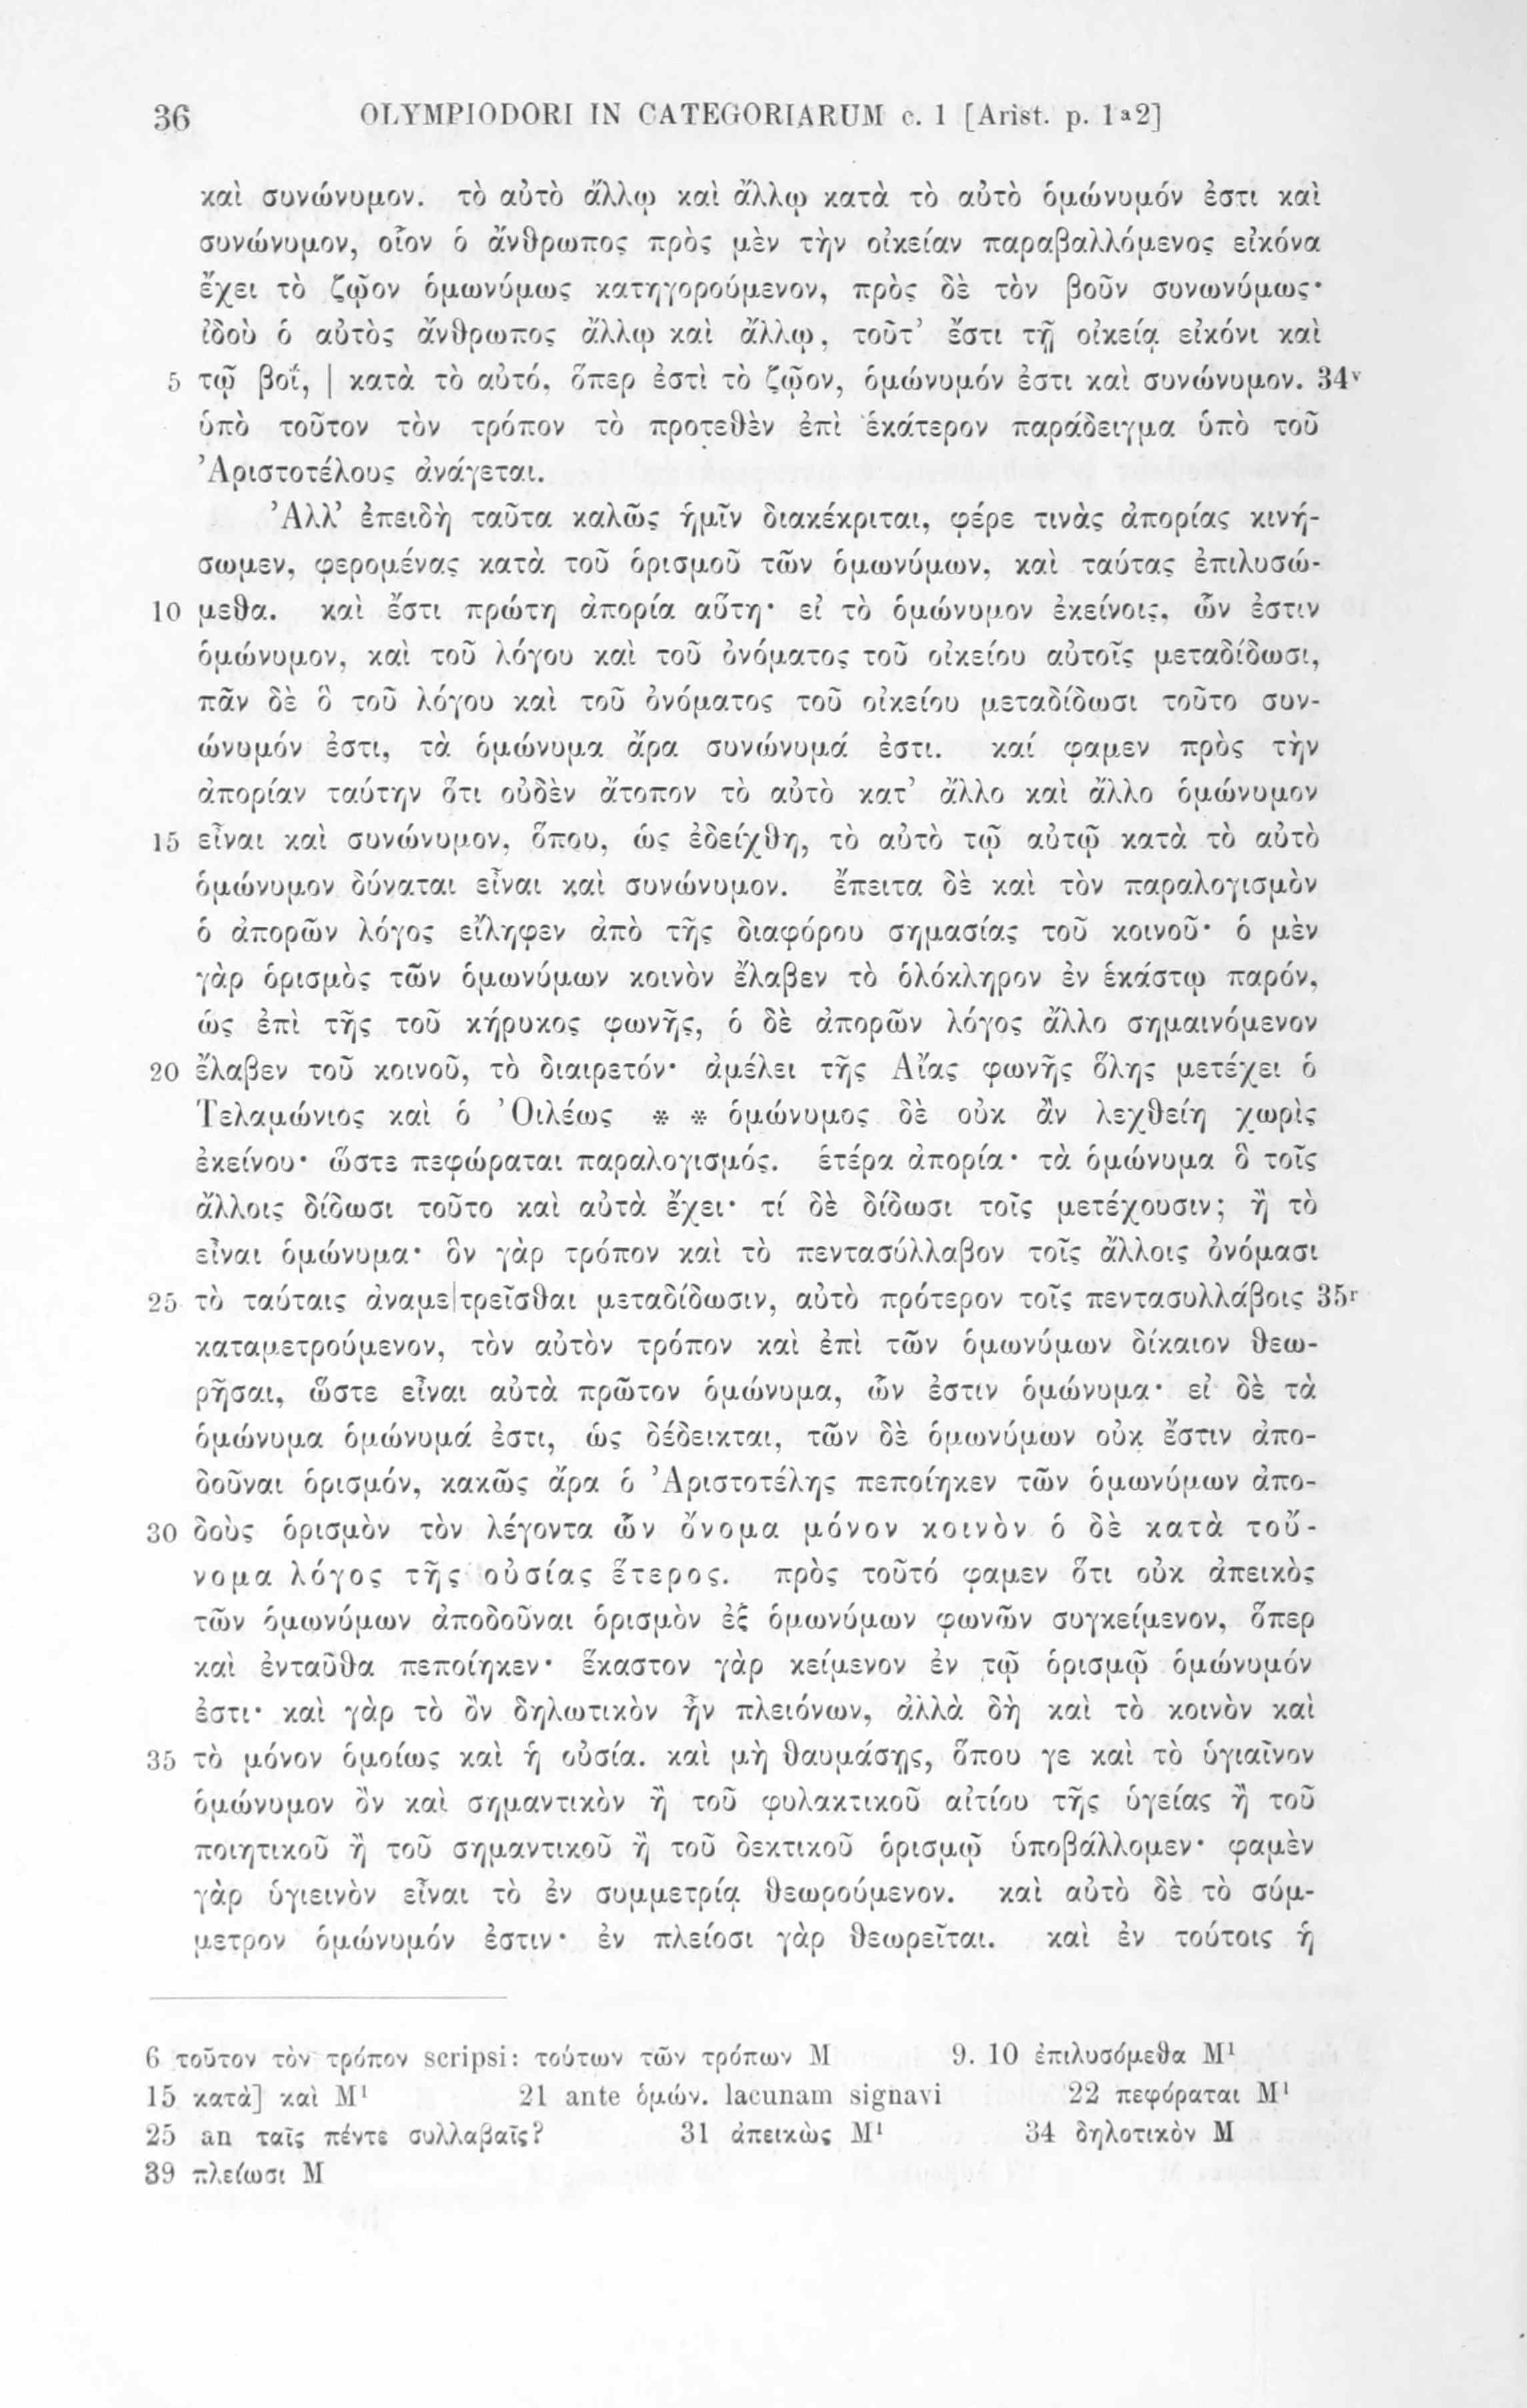 36 OLYMPIODORI IN CATEGORIARUM c. 1 [Arist. p. 1ª2]
καὶ συνώνυμον. τὸ αὐτὸ ἄλλῳ καὶ ἄλλῳ κατὰ τὸ αὐτὸ ὁμώνυμόν ἐστι καὶ
συνώνυμον, οἷον ὁ ἄνθρωπος πρὸς μὲν τὴν οἰκείαν παραβαλλόμενος εἰκόνα
ἔχει τὸ ζῷον ὁμωνύμως κατηγορούμενον, πρὸς δὲ τὸν βοῦν συνωνύμως·
ἰδοὺ ὁ αὐτὸς ἄνθρωπος ἄλλῳ καὶ ἄλλῳ, τοῦτ’ ἔστι τῇ οἰκείᾳ εἰκόνι καὶ
5 τῷ βοΐ, | κατὰ τὸ αὐτό, ὅπερ ἐστὶ τὸ ζῷον, ὁμώνυμόν ἐστι καὶ συνώνυμον. 34ᵛ
ὑπὸ τοῦτον τὸν τρόπον τὸ προτεθὲν ἐπὶ ἑκάτερον παράδειγμα ὑπὸ τοῦ
’Αριστοτέλους ἀνάγεται.
’Αλλ’ ἐπειδὴ ταῦτα καλῶς ἡμῖν διακέκριται, φέρε τινὰς ἀπορίας κινή-
σωμεν, φερομένας κατὰ τοῦ ὁρισμοῦ τῶν ὁμωνύμων, καὶ ταύτας ἐπιλυσώ-
10 μεθα. καὶ ἔστι πρώτη ἀπορία αὕτη· εἰ τὸ ὁμώνυμον ἐκείνοις, ὧν ἐστιν
ὁμώνυμον, καὶ τοῦ λόγου καὶ τοῦ ὀνόματος τοῦ οἰκείου αὐτοῖς μεταδίδωσι,
πᾶν δὲ ὃ τοῦ λόγου καὶ τοῦ ὀνόματος τοῦ οἰκείου μεταδίδωσι τοῦτο συν-
ώνυμόν ἐστι, τὰ ὁμώνυμα ἄρα συνώνυμά ἐστι. καί φαμεν πρὸς τὴν
ἀπορίαν ταύτην ὅτι οὐδὲν ἄτοπον τὸ αὐτὸ κατ’ ἄλλο καὶ ἄλλο ὁμώνυμον
15 εἶναι καὶ συνώνυμον, ὅπου, ὡς ἐδείχθη, τὸ αὐτὸ τῷ αὐτῷ κατὰ τὸ αὐτὸ
ὁμώνυμον δύναται εἶναι καὶ συνώνυμον. ἔπειτα δὲ καὶ τὸν παραλογισμὸν
ὁ ἀπορῶν λόγος εἴληφεν ἀπὸ τῆς διαφόρου σημασίας τοῦ κοινοῦ· ὁ μὲν
γὰρ ὁρισμὸς τῶν ὁμωνύμων κοινὸν ἔλαβεν τὸ ὁλόκληρον ἐν ἑκάστῳ παρόν,
ὡς ἐπὶ τῆς τοῦ κήρυκος φωνῆς, ὁ δὲ ἀπορῶν λόγος ἄλλο σημαινόμενον
20 ἔλαβεν τοῦ κοινοῦ, τὸ διαιρετόν· ἀμέλει τῆς Αἴας φωνῆς ὅλης μετέχει ὁ
Τελαμώνιος καὶ ὁ ’Οιλέως * * ὁμώνυμος δὲ οὐκ ἂν λεχθείη χωρὶς
ἐκείνου· ὥστε πεφώραται παραλογισμός. ἑτέρα ἀπορία· τὰ ὁμώνυμα ὃ τοῖς
ἄλλοις δίδωσι τοῦτο καὶ αὐτὰ ἔχει· τί δὲ δίδωσι τοῖς μετέχουσιν; ἢ τὸ
εἶναι ὁμώνυμα· ὃν γὰρ τρόπον καὶ τὸ πεντασύλλαβον τοῖς ἄλλοις ὀνόμασι
25 τὸ ταύταις ἀναμε|τρεῖσθαι μεταδίδωσιν, αὐτὸ πρότερον τοῖς πεντασυλλάβοις 35ʳ
καταμετρούμενον, τὸν αὐτὸν τρόπον καὶ ἐπὶ τῶν ὁμωνύμων δίκαιον θεω-
ρῆσαι, ὥστε εἶναι αὐτὰ πρῶτον ὁμώνυμα, ὧν ἐστιν ὁμώνυμα· εἰ δὲ τὰ
ὁμώνυμα ὁμώνυμά ἐστι, ὡς δέδεικται, τῶν δὲ ὁμωνύμων οὐκ ἔστιν ἀπο-
δοῦναι ὁρισμόν, κακῶς ἄρα ὁ ’Αριστοτέλης πεποίηκεν τῶν ὁμωνύμων ἀπο-
30 δοὺς ὁρισμὸν τὸν λέγοντα ὧν ὄνομα μόνον κοινὸν ὁ δὲ κατὰ τοὔ-
νομα λόγος τῆς οὐσίας ἕτερος. πρὸς τοῦτό φαμεν ὅτι οὐκ ἀπεικὸς
τῶν ὁμωνύμων ἀποδοῦναι ὁρισμὸν ἐξ ὁμωνύμων φωνῶν συγκείμενον, ὅπερ
καὶ ἐνταῦθα πεποίηκεν· ἕκαστον γὰρ κείμενον ἐν τῷ ὁρισμῷ ὁμώνυμόν
ἐστι· καὶ γὰρ τὸ ὂν δηλωτικὸν ἦν πλειόνων, ἀλλὰ δὴ καὶ τὸ κοινὸν καὶ
35 τὸ μόνον ὁμοίως καὶ ἡ οὐσία. καὶ μὴ θαυμάσῃς, ὅπου γε καὶ τὸ ὑγιαῖνον
ὁμώνυμον ὂν καὶ σημαντικὸν ἢ τοῦ φυλακτικοῦ αἰτίου τῆς ὑγείας ἢ τοῦ
ποιητικοῦ ἢ τοῦ σημαντικοῦ ἢ τοῦ δεκτικοῦ ὁρισμῷ ὑποβάλλομεν· φαμὲν
γὰρ ὑγιεινὸν εἶναι τὸ ἐν συμμετρίᾳ θεωρούμενον. καὶ αὐτὸ δὲ τὸ σύμ-
μετρον ὁμώνυμόν ἐστιν· ἐν πλείοσι γὰρ θεωρεῖται. καὶ ἐν τούτοις ἡ
6 τοῦτον τὸν τρόπον scripsi: τούτων τῶν τρόπων M 9. 10 ἐπιλυσόμεθα M¹
15 κατὰ] καὶ M¹ 21 ante ὁμών. lacunam signavi 22 πεφόραται M¹
25 an ταῖς πέντε συλλαβαῖς? 31 ἀπεικὼς M¹ 34 δηλοτικὸν M
39 πλείωσι M